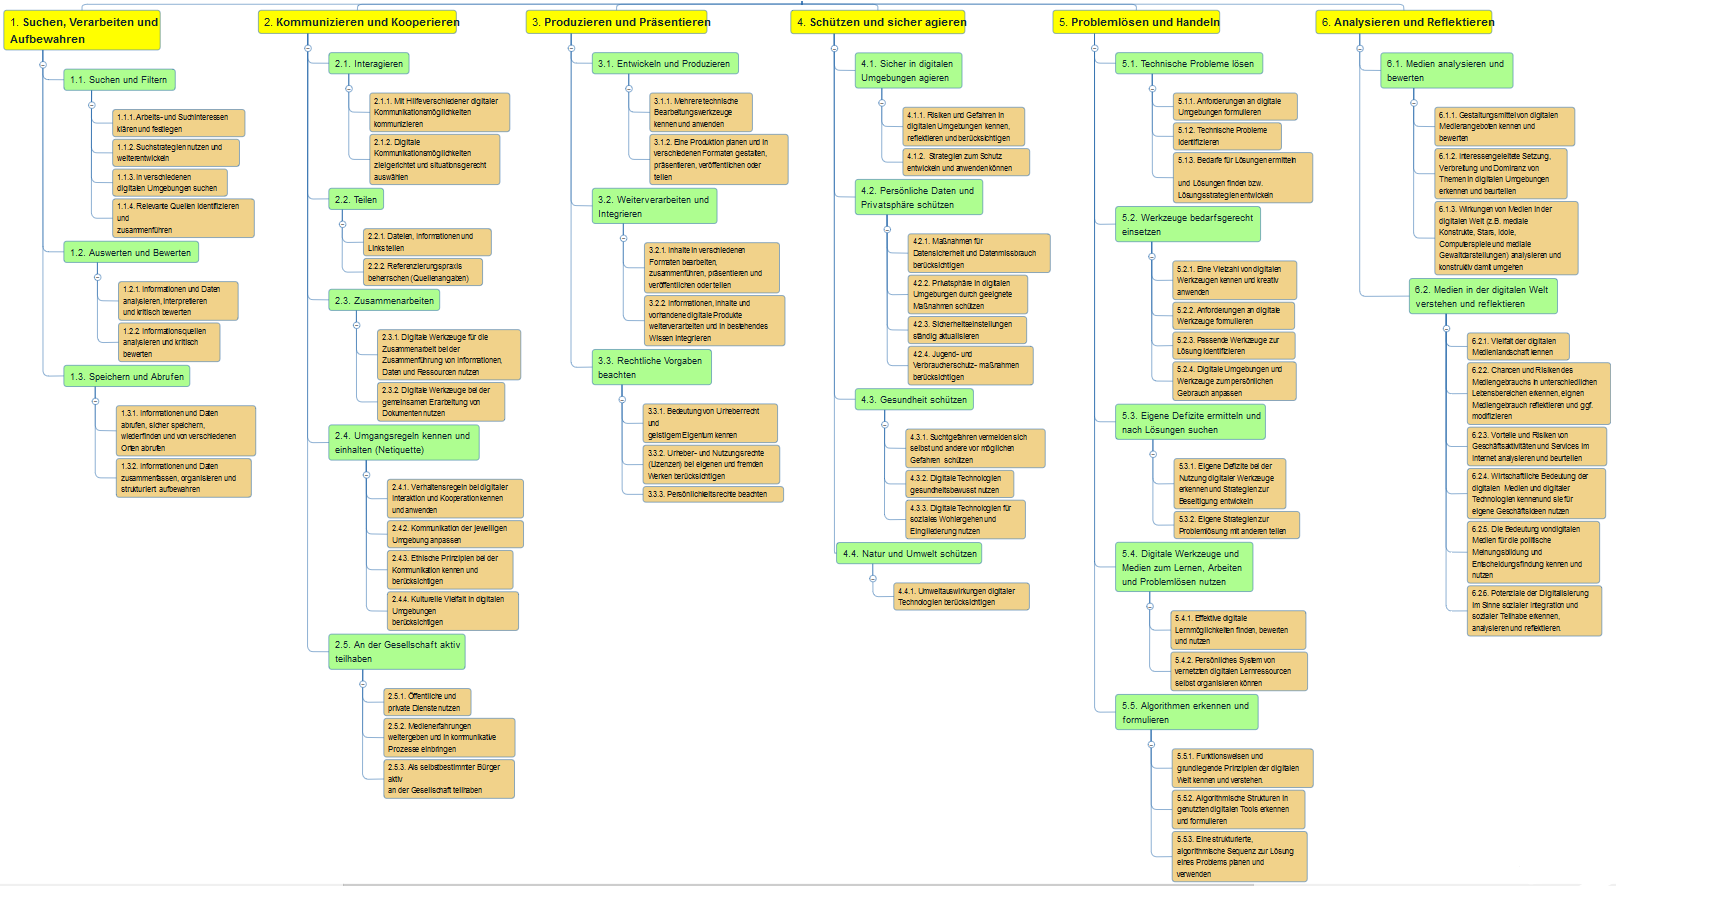 1. Suchen, Verarbeiten und
Aufbewahren
1.1. Suchen und Filtern
1.1.1. Arbeits- und Suchinteressen
klären und festlegen
1.1.2. Suchstrategien nutzen und
weiterentwickeln
1.1.3. In verschiedenen
digitalen Umgebungen suchen
1.1.4. Relevante Quellen identifizieren
und
zusammenführen
1.2. Auswerten und Bewerten
1.2.1. Informationen und Daten
analysieren, interpretieren
und kritisch bewerten
1.2.2. Informationsquellen
analysieren und kritisch
bewerten
1.3. Speichern und Abrufen
1.3.1. Informationen und Daten
abrufen, sicher speichern,
wiederfinden und von verschiedenen
Orten abrufen
1.3.2. Informationen und Daten
zusammenfassen, organisieren und
strukturiert aufbewahren
2. Kommunizieren und Kooperieren
2.1. Interagieren
2.1.1. Mit Hilfe verschiedener digitaler
Kommunikationsmöglichkeiten
kommunizieren
2.1.2. Digitale
Kommunikationsmöglichkeiten
zielgerichtet und situationsgerecht
auswählen
2.2. Teilen
2.2.1. Dateien, Informationen und
Links teilen
2.2.2. Referenzierungspraxis
beherrschen (Quellenangaben)
2.3. Zusammenarbeiten
2.3.1. Digitale Werkzeuge für die
Zusammenarbeit bei der
Zusammenführung von Informationen,
Daten und Ressourcen nutzen
2.3.2. Digitale Werkzeuge bei der
gemeinsamen Erarbeitung von
Dokumenten nutzen
2.4. Umgangsregeln kennen und
einhalten (Netiquette)
2.4.1. Verhaltensregeln bei digitaler
Interaktion und Kooperation kennen
und anwenden
2.4.2. Kommunikation der jeweiligen
Umgebung anpassen
2.4.3. Ethische Prinzipien bei der
Kommunikation kennen und
berücksichtigen
2.4.4. Kulturelle Vielfalt in digitalen
Umgebungen
berücksichtigen
2.5. An der Gesellschaft aktiv
teilhaben
2.5.1. Öffentliche und
private Dienste nutzen
2.5.2. Medienerfahrungen
weitergeben und in kommunikative
Prozesse einbringen
2.5.3. Als selbstbestimmter Bürger
aktiv
an der Gesellschaft teilhaben
3. Produzieren und Präsentieren
3.1. Entwickeln und Produzieren
3.1.1. Mehrere technische
Bearbeitungswerkzeuge
kennen und anwenden
3.1.2. Eine Produktion planen und in
verschiedenen Formaten gestalten,
präsentieren, veröffentlichen oder
teilen
3.2. Weiterverarbeiten und
Integrieren
3.2.1. Inhalte in verschiedenen
Formaten bearbeiten,
zusammenführen, präsentieren und
veröffentlichen oder teilen
3.2.2. Informationen, Inhalte und
vorhandene digitale Produkte
weiterverarbeiten und in bestehendes
Wissen integrieren
3.3. Rechtliche Vorgaben
beachten
3.3.1. Bedeutung von Urheberrecht
und
geistigem Eigentum kennen
3.3.2. Urheber- und Nutzungsrechte
(Lizenzen) bei eigenen und fremden
Werken berücksichtigen
3.3.3. Persönlichkeitsrechte beachten
4. Schützen und sicher agieren
4.1. Sicher in digitalen
Umgebungen agieren
4.1.1. Risiken und Gefahren in
digitalen Umgebungen kennen,
reflektieren und berücksichtigen
4.1.2. Strategien zum Schutz
entwickeln und anwenden können
4.2. Persönliche Daten und
Privatsphäre schützen
4.2.1. Maßnahmen für
Datensicherheit und Datenmissbrauch
berücksichtigen
4.2.2. Privatsphäre in digitalen
Umgebungen durch geeignete
Maßnahmen schützen
4.2.3. Sicherheitseinstellungen
ständig aktualisieren
4.2.4. Jugend- und
Verbraucherschutz- maßnahmen
berücksichtigen
4.3. Gesundheit schützen
4.3.1. Suchtgefahren vermeiden sich
selbst und andere vor möglichen
Gefahren schützen
4.3.2. Digitale Technologien
gesundheitsbewusst nutzen
4.3.3. Digitale Technologien für
soziales Wohlergehen und
Eingliederung nutzen
4.4. Natur und Umwelt schützen
4.4.1. Umweltauswirkungen digitaler
Technologien berücksichtigen
5. Problemlösen und Handeln
5.1. Technische Probleme lösen
5.1.1. Anforderungen an digitale
Umgebungen formulieren
5.1.2. Technische Probleme
identifizieren
5.1.3. Bedarfe für Lösungen ermitteln
und Lösungen finden bzw.
Lösungsstrategien entwickeln
5.2. Werkzeuge bedarfsgerecht
einsetzen
5.2.1. Eine Vielzahl von digitalen
Werkzeugen kennen und kreativ
anwenden
5.2.2. Anforderungen an digitale
Werkzeuge formulieren
5.2.3. Passende Werkzeuge zur
Lösung identifizieren
5.2.4. Digitale Umgebungen und
Werkzeuge zum persönlichen
Gebrauch anpassen
5.3. Eigene Defizite ermitteln und
nach Lösungen suchen
5.3.1. Eigene Defizite bei der
Nutzung digitaler Werkzeuge
erkennen und Strategien zur
Beseitigung entwickeln
5.3.2. Eigene Strategien zur
Problemlösung mit anderen teilen
5.4. Digitale Werkzeuge und
Medien zum Lernen, Arbeiten
und Problemlösen nutzen
5.4.1. Effektive digitale
Lernmöglichkeiten finden, bewerten
und nutzen
5.4.2. Persönliches System von
vernetzten digitalen Lernressourcen
selbst organisieren können
5.5. Algorithmen erkennen und
formulieren
5.5.1. Funktionsweisen und
grundlegende Prinzipien der digitalen
Welt kennen und verstehen.
5.5.2. Algorithmische Strukturen in
genutzten digitalen Tools erkennen
und formulieren
5.5.3. Eine strukturierte,
algorithmische Sequenz zur Lösung
eines Problems planen und
verwenden
6. Analysieren und Reflektieren
6.1. Medien analysieren und
bewerten
6.1.1. Gestaltungsmittel von digitalen
Medienangeboten kennen und
bewerten
6.1.2. Interessengeleitete Setzung,
Verbreitung und Dominanz von
Themen in digitalen Umgebungen
erkennen und beurteilen
6.1.3. Wirkungen von Medien in der
digitalen Welt (z.B. mediale
Konstrukte, Stars, Idole,
Computerspiele und mediale
Gewaltdarstellungen) analysieren und
konstruktiv damit umgehen
6.2. Medien in der digitalen Welt
verstehen und reflektieren
6.2.1. Vielfalt der digitalen
Medienlandschaft kennen
6.2.2. Chancen und Risiken des
Mediengebrauchs in unterschiedlichen
Lebensbereichen erkennen, eigenen
Mediengebrauch reflektieren und ggf.
modifizieren
6.2.3. Vorteile und Risiken von
Geschäftsaktivitäten und Services im
Internet analysieren und beurteilen
6.2.4. Wirtschaftliche Bedeutung der
digitalen Medien und digitaler
Technologien kennen und sie für
eigene Geschäftsideen nutzen
6.2.5. Die Bedeutung von digitalen
Medien für die politische
Meinungsbildung und
Entscheidungsfindung kennen und
nutzen
6.2.6. Potenziale der Digitalisierung
im Sinne sozialer Integration und
sozialer Teilhabe erkennen,
analysieren und reflektieren.